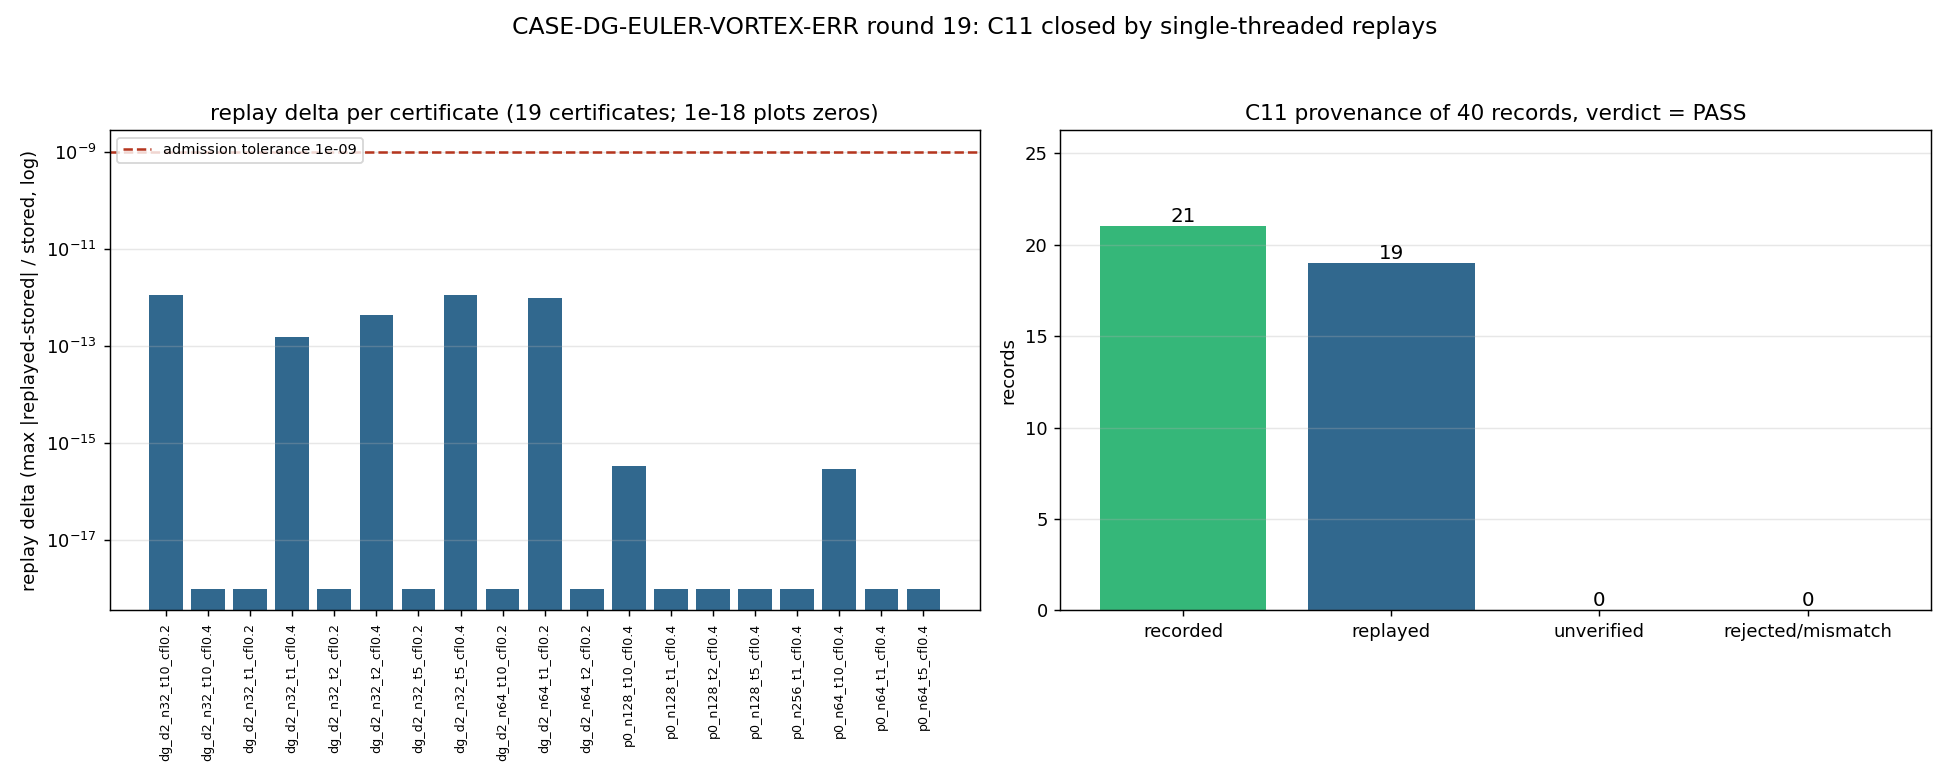 CASE-DG-EULER-VORTEX-ERR round 19: C11 closed by single-threaded replays
replay delta per certificate (19 certificates; 1e-18 plots zeros)
replay delta (max |replayed-stored| / stored, log)
admission tolerance 1e-09
10⁻⁹
10⁻¹¹
10⁻¹³
10⁻¹⁵
10⁻¹⁷
dg_d2_n32_t10_cfl0.2
dg_d2_n32_t10_cfl0.4
dg_d2_n32_t1_cfl0.2
dg_d2_n32_t1_cfl0.4
dg_d2_n32_t2_cfl0.2
dg_d2_n32_t2_cfl0.4
dg_d2_n32_t5_cfl0.2
dg_d2_n32_t5_cfl0.4
dg_d2_n64_t10_cfl0.2
dg_d2_n64_t1_cfl0.2
dg_d2_n64_t2_cfl0.2
p0_n128_t10_cfl0.4
p0_n128_t1_cfl0.4
p0_n128_t2_cfl0.4
p0_n128_t5_cfl0.4
p0_n256_t1_cfl0.4
p0_n64_t10_cfl0.4
p0_n64_t1_cfl0.4
p0_n64_t5_cfl0.4
C11 provenance of 40 records, verdict = PASS
records
25
20
15
10
5
0
21
19
0
0
recorded
replayed
unverified
rejected/mismatch